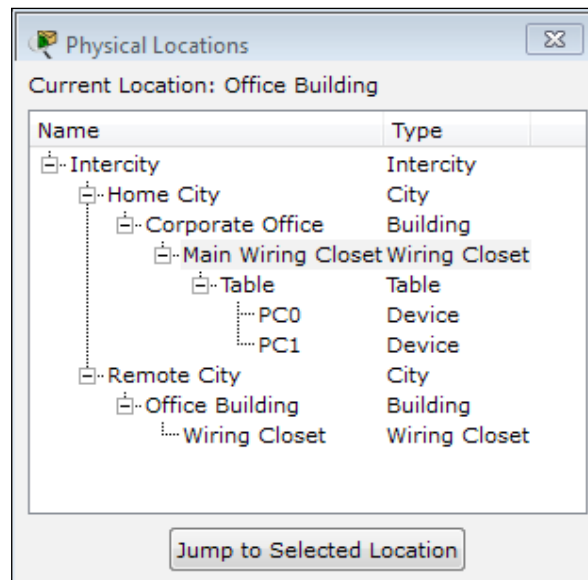 Physical Locations
Current Location: Office Building
Name Type
Intercity Intercity
Home City City
Corporate Office Building
Main Wiring Closet Wiring Closet
Table Table
PC0 Device
PC1 Device
Remote City City
Office Building Building
Wiring Closet Wiring Closet
Jump to Selected Location